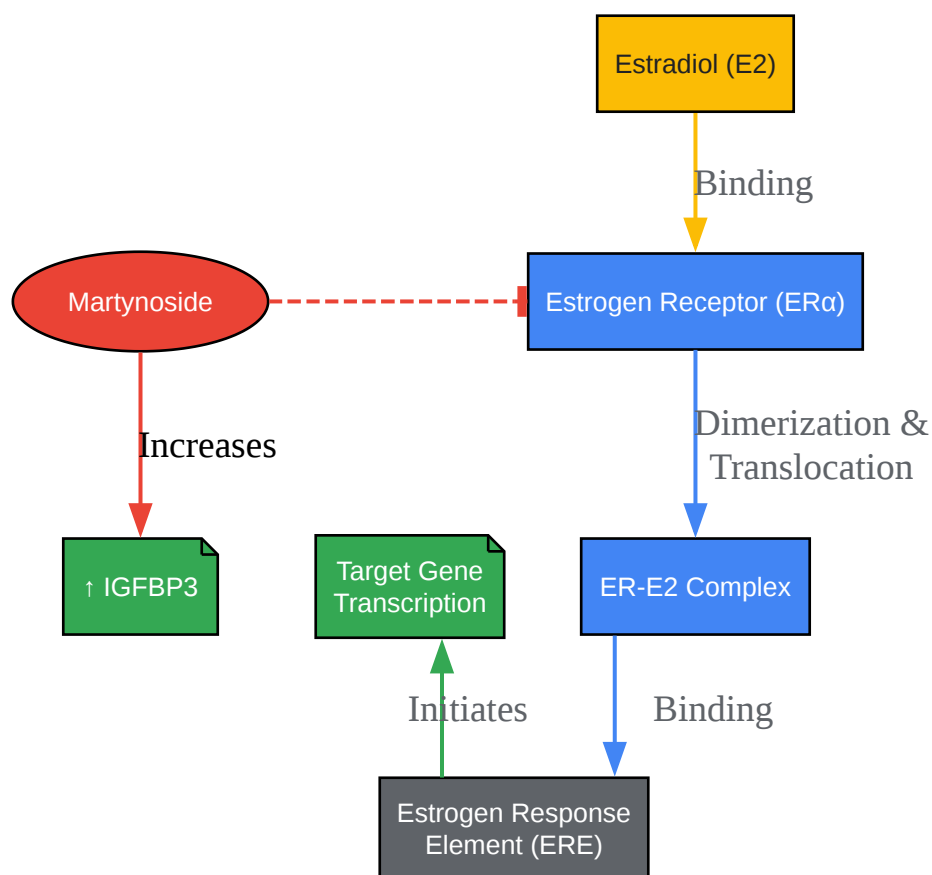 Estradiol (E2)
Binding
Martynoside
Estrogen Receptor (ERα)
Increases
Dimerization &
Translocation
↑ IGFBP3
Target Gene
Transcription
ER-E2 Complex
Initiates
Binding
Estrogen Response
Element (ERE)